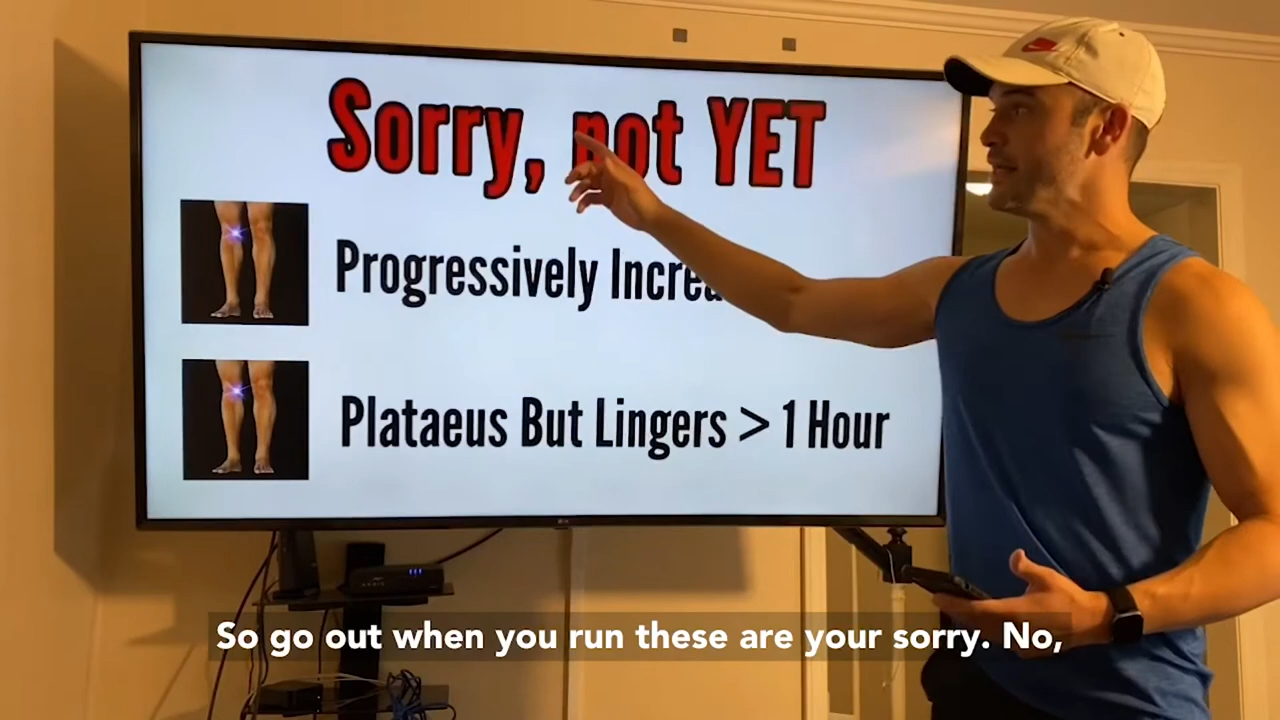 Sorry, not YET
Progressively
Plataeus But Lingers > 1 Hour
So go out when you run these are your sorry. No,